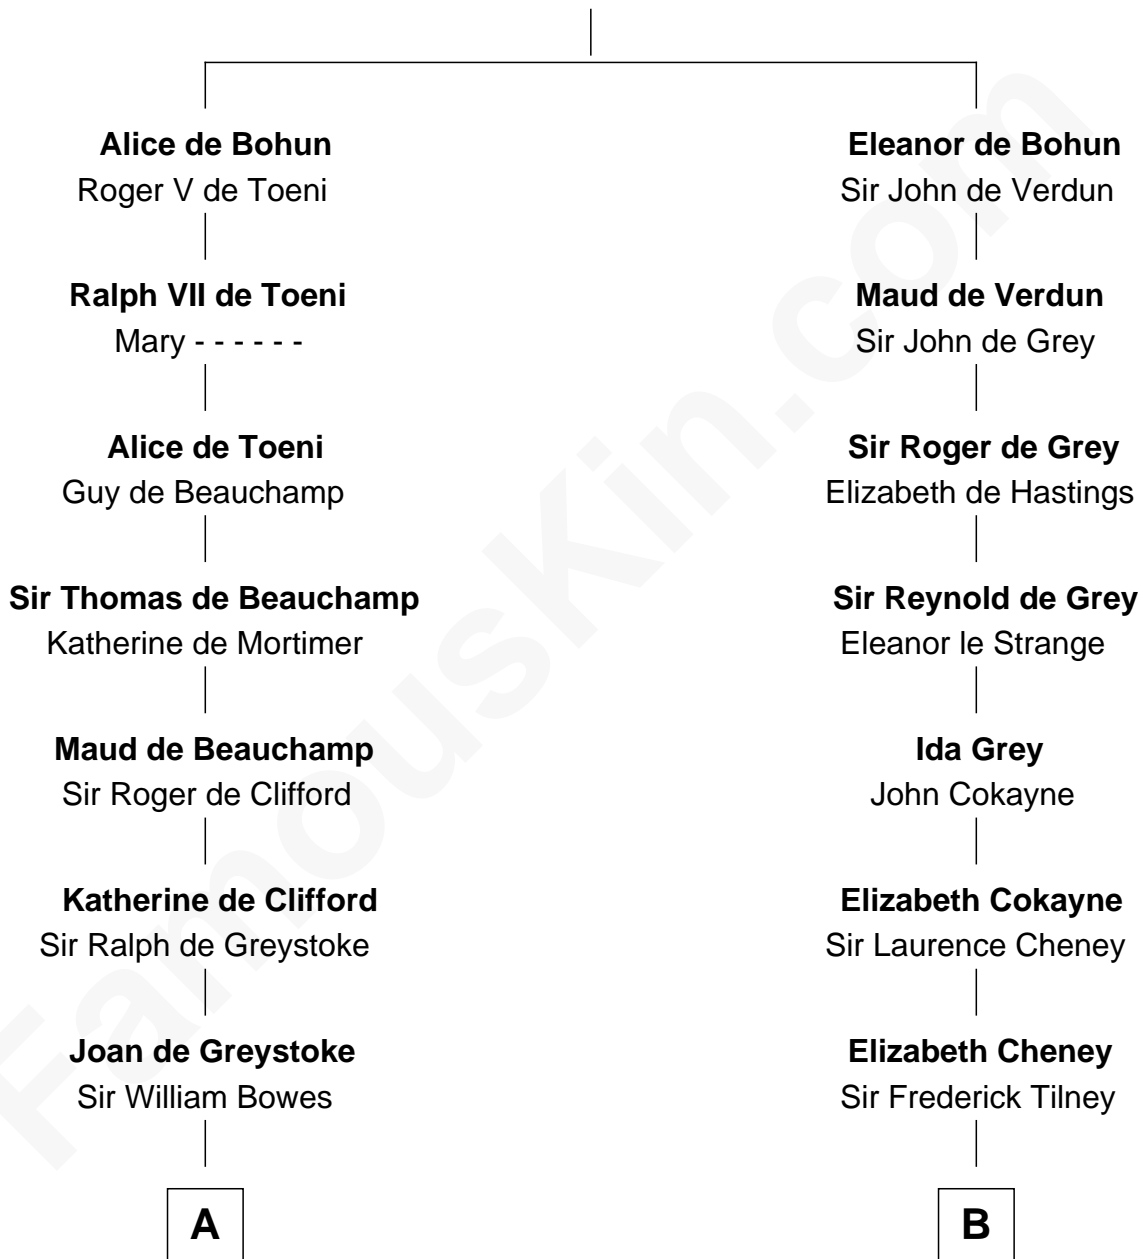 Alice de Bohun
Roger V de Toeni
Ralph VII de Toeni
Mary - - - - - -
Alice de Toeni
Guy de Beauchamp
Sir Thomas de Beauchamp
Katherine de Mortimer
Maud de Beauchamp
Sir Roger de Clifford
Katherine de Clifford
Sir Ralph de Greystoke
Joan de Greystoke
Sir William Bowes
A
Eleanor de Bohun
Sir John de Verdun
Maud de Verdun
Sir John de Grey
Sir Roger de Grey
Elizabeth de Hastings
Sir Reynold de Grey
Eleanor le Strange
Ida Grey
John Cokayne
Elizabeth Cokayne
Sir Laurence Cheney
Elizabeth Cheney
Sir Frederick Tilney
B
FamousKin.com